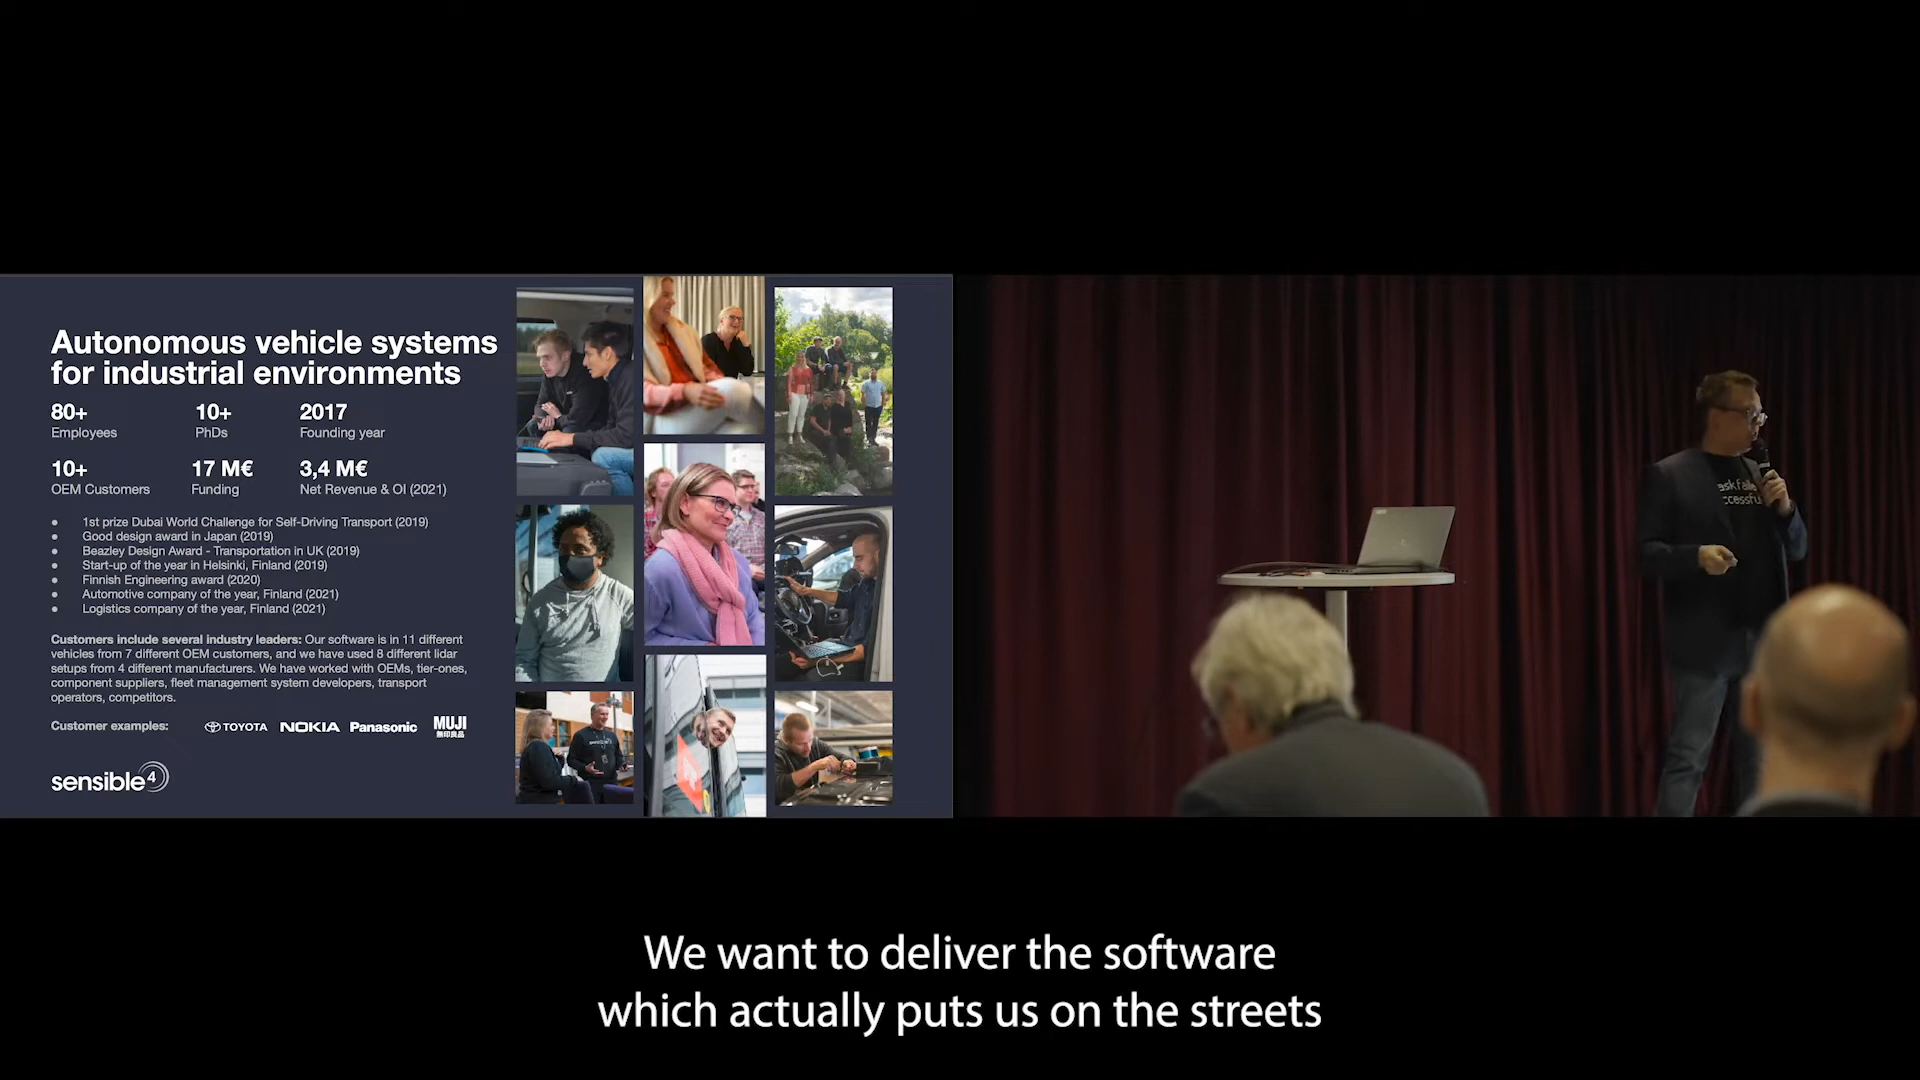 Autonomous vehicle systems
for industrial environments
80+
Employees
10+
PhDs
2017
Founding year
10+
OEM Customers
17 M€
Funding
3,4 M€
Net Revenue & OI (2021)
● 1st prize Dubai World Challenge for Self-Driving Transport (2019)
● Good design award in Japan (2019)
● Beazley Design Award - Transportation in UK (2019)
● Start-up of the year in Helsinki, Finland (2019)
● Finnish Engineering award (2020)
● Automotive company of the year, Finland (2021)
● Logistics company of the year, Finland (2021)
Customers include several industry leaders: Our software is in 11 different
vehicles from 7 different OEM customers, and we have used 8 different lidar
setups from 4 different manufacturers. We have worked with OEMs, tier-ones,
component suppliers, fleet management system developers, transport
operators, competitors.
Customer examples: TOYOTA NOKIA Panasonic MUJI
無印良品
sensible 4
We want to deliver the software
which actually puts us on the streets